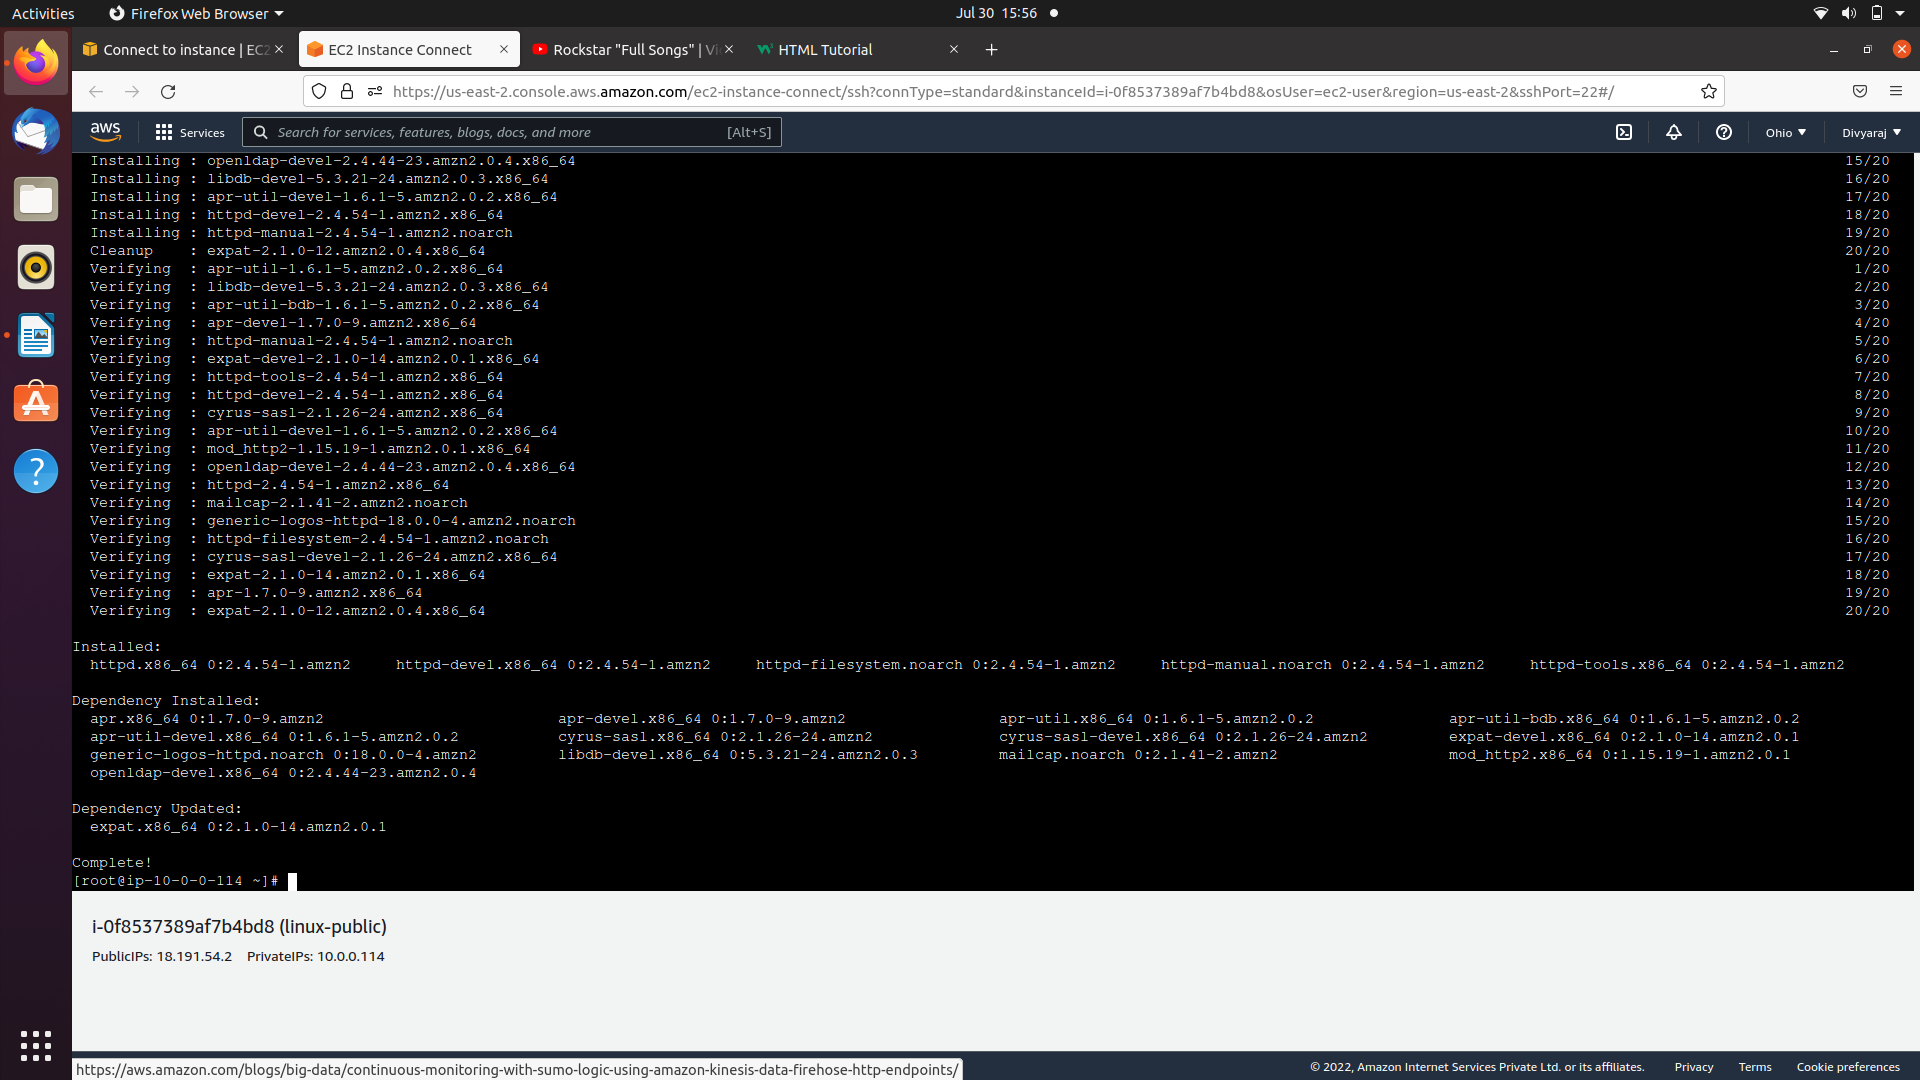 Activities
Firefox Web Browser
Jul 30 15:56
Connect to instance | EC2
EC2 Instance Connect
Rockstar "Full Songs" | Vi
HTML Tutorial
https://us-east-2.console.aws.amazon.com/ec2-instance-connect/ssh?connType=standard&instanceId=i-0f8537389af7b4bd8&osUser=ec2-user&region=us-east-2&sshPort=22#/
aws
Services
Search for services, features, blogs, docs, and more
[Alt+S]
Ohio
Divyaraj
Installing : openldap-devel-2.4.44-23.amzn2.0.4.x86_64 15/20
Installing : libdb-devel-5.3.21-24.amzn2.0.3.x86_64 16/20
Installing : apr-util-devel-1.6.1-5.amzn2.0.2.x86_64 17/20
Installing : httpd-devel-2.4.54-1.amzn2.x86_64 18/20
Installing : httpd-manual-2.4.54-1.amzn2.noarch 19/20
Cleanup : expat-2.1.0-12.amzn2.0.4.x86_64 20/20
Verifying : apr-util-1.6.1-5.amzn2.0.2.x86_64 1/20
Verifying : libdb-devel-5.3.21-24.amzn2.0.3.x86_64 2/20
Verifying : apr-util-bdb-1.6.1-5.amzn2.0.2.x86_64 3/20
Verifying : apr-devel-1.7.0-9.amzn2.x86_64 4/20
Verifying : httpd-manual-2.4.54-1.amzn2.noarch 5/20
Verifying : expat-devel-2.1.0-14.amzn2.0.1.x86_64 6/20
Verifying : httpd-tools-2.4.54-1.amzn2.x86_64 7/20
Verifying : httpd-devel-2.4.54-1.amzn2.x86_64 8/20
Verifying : cyrus-sasl-2.1.26-24.amzn2.x86_64 9/20
Verifying : apr-util-devel-1.6.1-5.amzn2.0.2.x86_64 10/20
Verifying : mod_http2-1.15.19-1.amzn2.0.1.x86_64 11/20
Verifying : openldap-devel-2.4.44-23.amzn2.0.4.x86_64 12/20
Verifying : httpd-2.4.54-1.amzn2.x86_64 13/20
Verifying : mailcap-2.1.41-2.amzn2.noarch 14/20
Verifying : generic-logos-httpd-18.0.0-4.amzn2.noarch 15/20
Verifying : httpd-filesystem-2.4.54-1.amzn2.noarch 16/20
Verifying : cyrus-sasl-devel-2.1.26-24.amzn2.x86_64 17/20
Verifying : expat-2.1.0-14.amzn2.0.1.x86_64 18/20
Verifying : apr-1.7.0-9.amzn2.x86_64 19/20
Verifying : expat-2.1.0-12.amzn2.0.4.x86_64 20/20
Installed:
httpd.x86_64 0:2.4.54-1.amzn2 httpd-devel.x86_64 0:2.4.54-1.amzn2 httpd-filesystem.noarch 0:2.4.54-1.amzn2 httpd-manual.noarch 0:2.4.54-1.amzn2 httpd-tools.x86_64 0:2.4.54-1.amzn2
Dependency Installed:
apr.x86_64 0:1.7.0-9.amzn2 apr-devel.x86_64 0:1.7.0-9.amzn2 apr-util.x86_64 0:1.6.1-5.amzn2.0.2 apr-util-bdb.x86_64 0:1.6.1-5.amzn2.0.2
apr-util-devel.x86_64 0:1.6.1-5.amzn2.0.2 cyrus-sasl.x86_64 0:2.1.26-24.amzn2 cyrus-sasl-devel.x86_64 0:2.1.26-24.amzn2 expat-devel.x86_64 0:2.1.0-14.amzn2.0.1
generic-logos-httpd.noarch 0:18.0.0-4.amzn2 libdb-devel.x86_64 0:5.3.21-24.amzn2.0.3 mailcap.noarch 0:2.1.41-2.amzn2 mod_http2.x86_64 0:1.15.19-1.amzn2.0.1
openldap-devel.x86_64 0:2.4.44-23.amzn2.0.4
Dependency Updated:
expat.x86_64 0:2.1.0-14.amzn2.0.1
Complete!
[root@ip-10-0-0-114 ~]#
i-0f8537389af7b4bd8 (linux-public)
PublicIPs: 18.191.54.2 PrivateIPs: 10.0.0.114
https://aws.amazon.com/blogs/big-data/continuous-monitoring-with-sumo-logic-using-amazon-kinesis-data-firehose-http-endpoints/
© 2022, Amazon Internet Services Private Ltd. or its affiliates.
Privacy
Terms
Cookie preferences